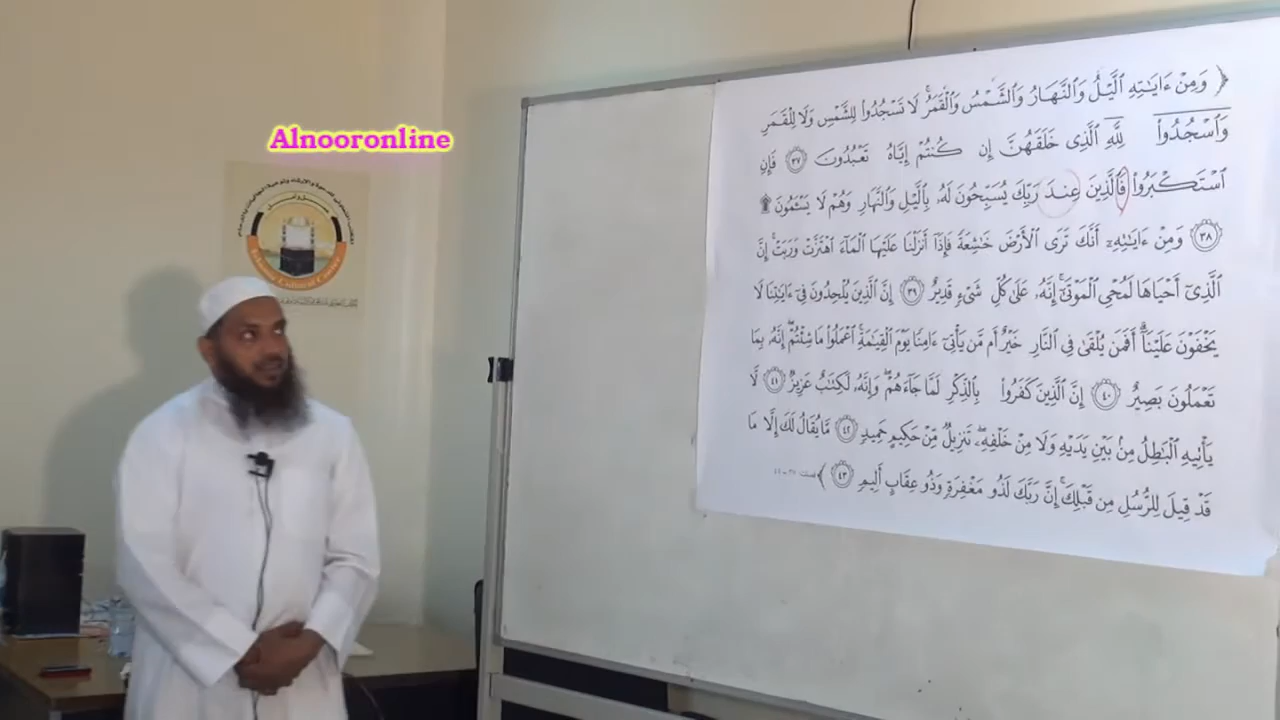 Alnooronline
﴿ وَمِنْ ءَايَـٰتِهِ ٱلَّيْلُ وَٱلنَّهَارُ وَٱلشَّمْسُ وَٱلْقَمَرُ ۚ لَا تَسْجُدُوا۟ لِلشَّمْسِ وَلَا لِلْقَمَرِ
وَٱسْجُدُوا۟ لِلَّهِ ٱلَّذِى خَلَقَهُنَّ إِن كُنتُمْ إِيَّاهُ تَعْبُدُونَ ٣٧ فَإِنِ
ٱسْتَكْبَرُوا۟ فَٱلَّذِينَ عِندَ رَبِّكَ يُسَبِّحُونَ لَهُۥ بِٱلَّيْلِ وَٱلنَّهَارِ وَهُمْ لَا يَسْـَٔمُونَ ۩
٣٨ وَمِنْ ءَايَـٰتِهِۦٓ أَنَّكَ تَرَى ٱلْأَرْضَ خَـٰشِعَةً فَإِذَآ أَنزَلْنَا عَلَيْهَا ٱلْمَآءَ ٱهْتَزَّتْ وَرَبَتْ ۚ إِنَّ
ٱلَّذِىٓ أَحْيَاهَا لَمُحْىِ ٱلْمَوْتَىٰٓ ۚ إِنَّهُۥ عَلَىٰ كُلِّ شَىْءٍ قَدِيرٌ ٣٩ إِنَّ ٱلَّذِينَ يُلْحِدُونَ فِىٓ ءَايَـٰتِنَا لَا
يَخْفَوْنَ عَلَيْنَآ ۗ أَفَمَن يُلْقَىٰ فِى ٱلنَّارِ خَيْرٌ أَم مَّن يَأْتِىٓ ءَامِنًا يَوْمَ ٱلْقِيَـٰمَةِ ۚ ٱعْمَلُوا۟ مَا شِئْتُمْ ۖ إِنَّهُۥ بِمَا
تَعْمَلُونَ بَصِيرٌ ٤٠ إِنَّ ٱلَّذِينَ كَفَرُوا۟ بِٱلذِّكْرِ لَمَّا جَآءَهُمْ ۖ وَإِنَّهُۥ لَكِتَـٰبٌ عَزِيزٌ ٤١ لَّا
يَأْتِيهِ ٱلْبَـٰطِلُ مِنۢ بَيْنِ يَدَيْهِ وَلَا مِنْ خَلْفِهِۦ ۖ تَنزِيلٌ مِّنْ حَكِيمٍ حَمِيدٍ ٤٢ مَّا يُقَالُ لَكَ إِلَّا مَا
قَدْ قِيلَ لِلرُّسُلِ مِن قَبْلِكَ ۚ إِنَّ رَبَّكَ لَذُو مَغْفِرَةٍ وَذُو عِقَابٍ أَلِيمٍ ٤٣ ﴾
Islamic Cultural Center